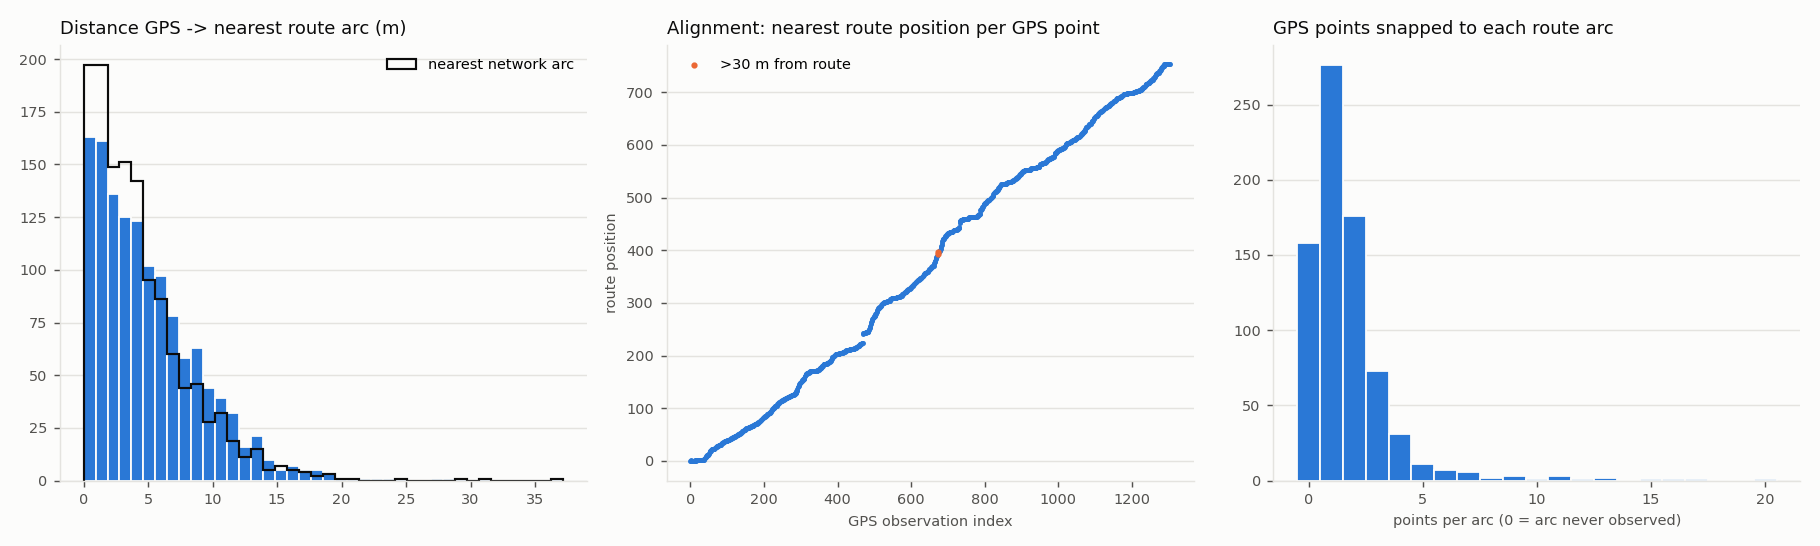 Distance GPS -> nearest route arc (m)
nearest network arc
200
175
150
125
100
75
50
25
0
0 5 10 15 20 25 30 35
Alignment: nearest route position per GPS point
>30 m from route
route position
700
600
500
400
300
200
100
0
0 200 400 600 800 1000 1200
GPS observation index
GPS points snapped to each route arc
250
200
150
100
50
0
0 5 10 15 20
points per arc (0 = arc never observed)